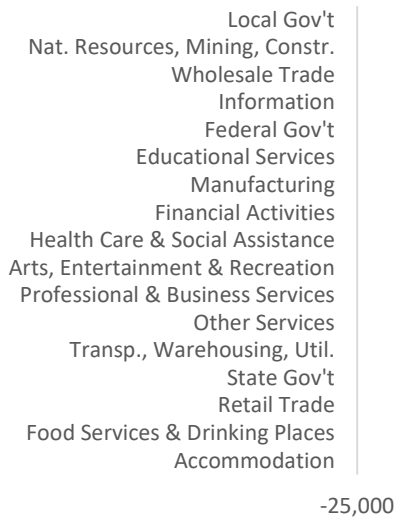 Local Gov't
Nat. Resources, Mining, Constr.
Wholesale Trade
Information
Federal Gov't
Educational Services
Manufacturing
Financial Activities
Health Care & Social Assistance
Arts, Entertainment & Recreation
Professional & Business Services
Other Services
Transp., Warehousing, Util.
State Gov't
Retail Trade
Food Services & Drinking Places
Accommodation
-25,000